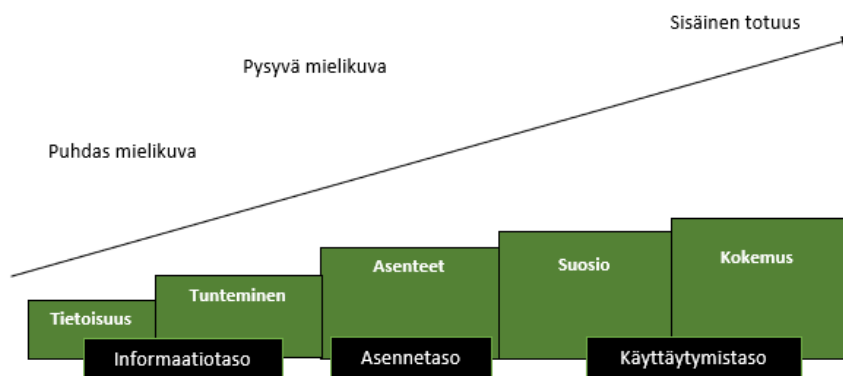 Sisäinen totuus
Pysyvä mielikuva
Puhdas mielikuva
Tietoisuus
Tunteminen
Asenteet
Suosio
Kokemus
Informaatiotaso
Asennetaso
Käyttäytymistaso